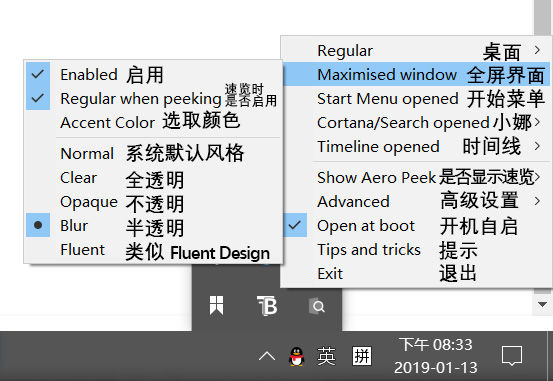 Enabled 启用
Regular when peeking 速览时是否启用
Accent Color 选取颜色
Normal 系统默认风格
Clear 全透明
Opaque 不透明
Blur 半透明
Fluent 类似 Fluent Design
Regular 桌面
Maximised window 全屏界面
Start Menu opened 开始菜单
Cortana/Search opened 小娜
Timeline opened 时间线
Show Aero Peek 是否显示速览
Advanced 高级设置
Open at boot 开机自启
Tips and tricks 提示
Exit 退出
英 拼 下午 08:33
2019-01-13